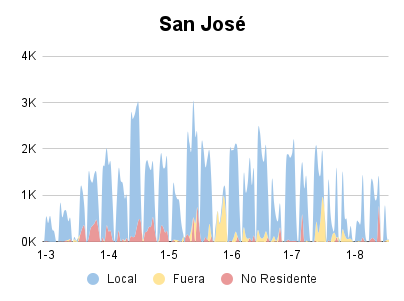 San José
4K
3K
2K
1K
0K
1-3 1-4 1-5 1-6 1-7 1-8
Local Fuera No Residente